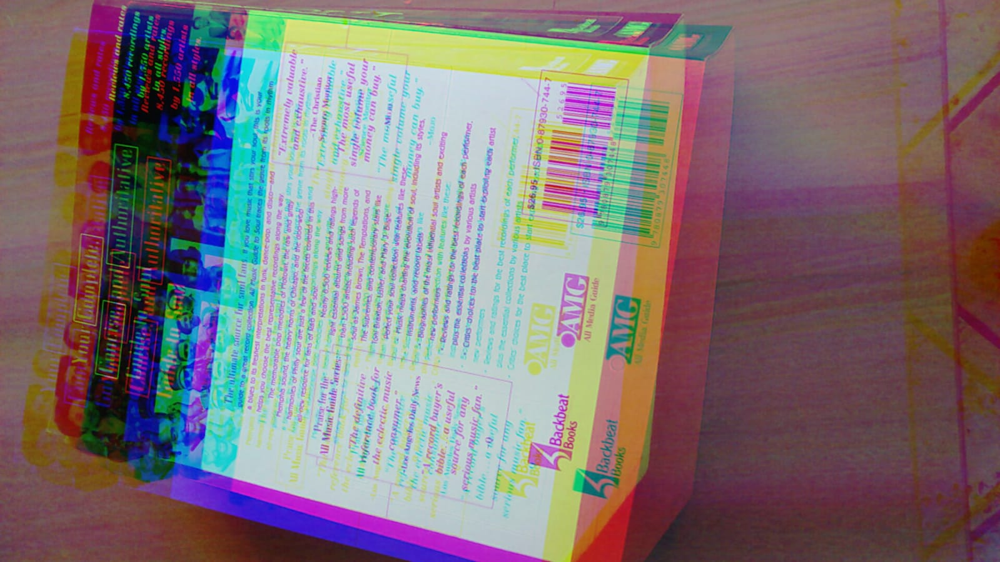 Your Complete,
Comprehensive, and Authoritative
Guide to Soul
Reviews and rates
8,450 recordings
by 1,550 artists
in all styles.
The ultimate source for soul fans. If you love music that stirs your soul, this is your
guide to a great record collection. All Music Guide to Soul traces the genre from its roots in rhythm
& blues to its freshest interpretations in funk, dance-pop, and disco—and
helps you choose the best representative recordings along the way.
The memorable pop melodies of Motown, the raw and gritty
Memphis sound, the heavy horns of Chicago, and the doo-wop
harmonies of Philly soul are just a few of the facets covered in this
all-new resource for fans of R&B and soul.
"Extremely valuable
and exhaustive."
–The Christian
Science Monitor
"The most useful
single volume your
money can buy."
–MOJO
Praise for the
All Music Guide Series:
"The definitive
reference book for
the eclectic music
consumer."
–Los Angeles Daily News
"A record buyer's
bible...a useful
source for any
serious music fan."
–Q
Nearly 8,500 reviews and ratings high-
light essential albums and songs from more
than 1,500 artists, including such legends of
soul as James Brown, The Temptations, and
The Supremes, and contemporary stars like
Toni Braxton, Usher, and Mary J. Blige.
Perfect your soul collection with features like these:
• Music maps charting the evolution of soul, including its styles,
instruments, and record labels
• Biographies of the most influential soul artists and exciting
new performers
• Reviews and ratings for the best recordings of each performer,
plus the essential collections by various artists
• Critics' choices for the best place to start exploring each artist
$26.95 ISBN 0-87930-744-7
52695
9 780879 307448
AMG
All Media Guide
Backbeat
Books